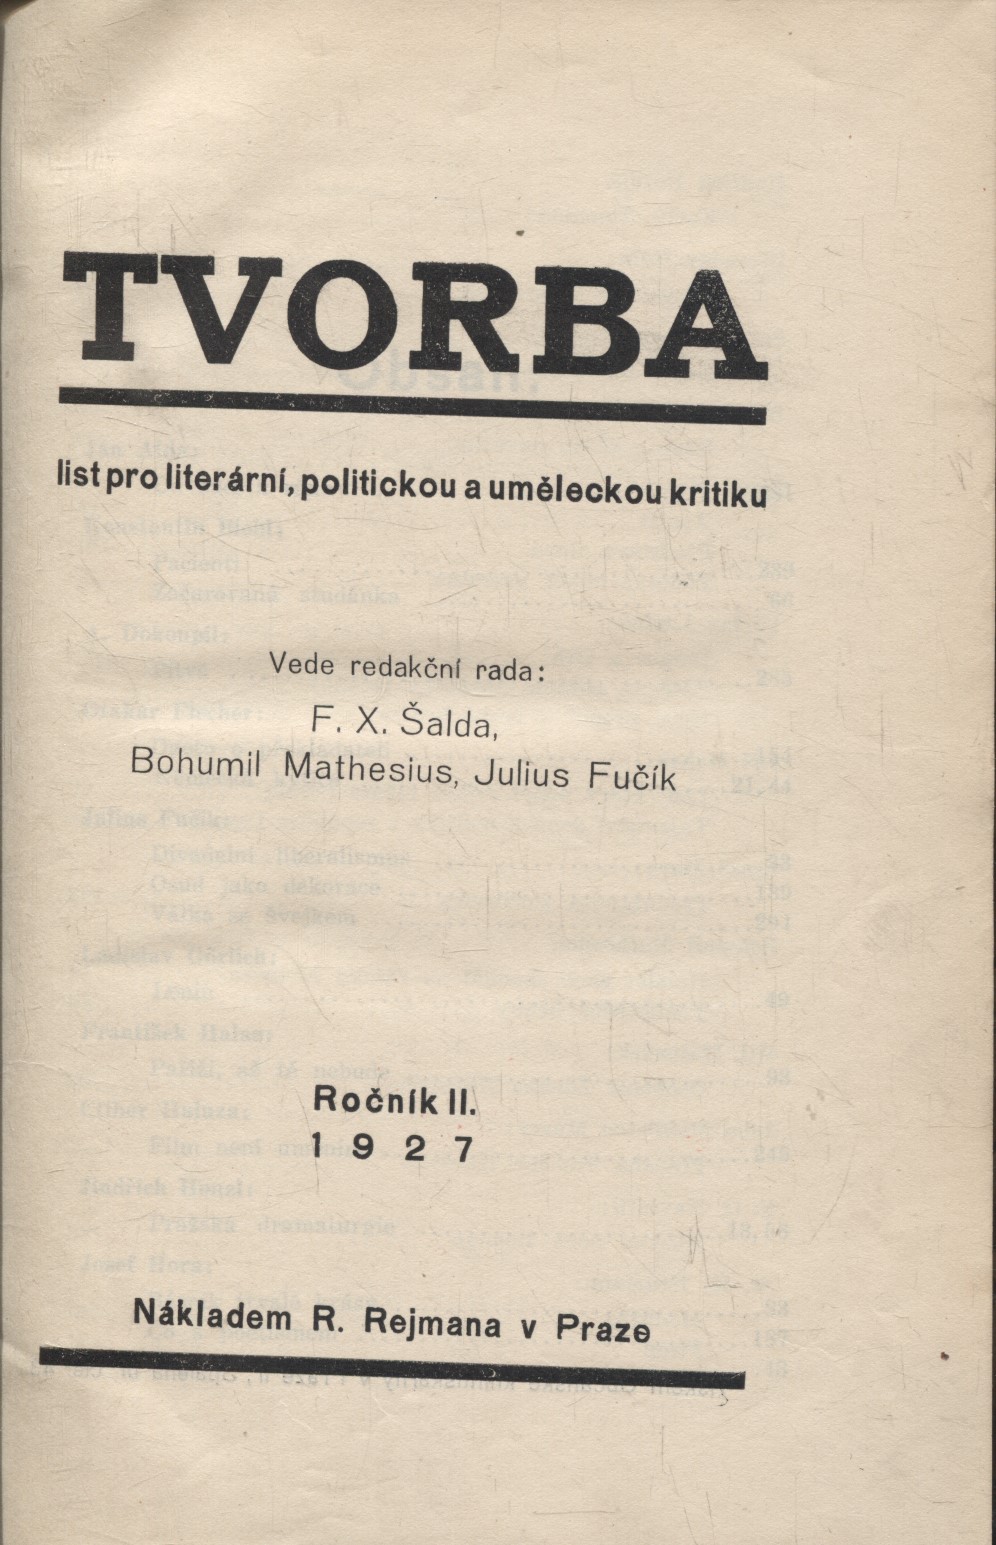 TVORBA
list pro literární, politickou a uměleckou kritiku
Vede redakční rada:
F. X. Šalda,
Bohumil Mathesius, Julius Fučík
Ročník II.
1927
Nákladem R. Rejmana v Praze